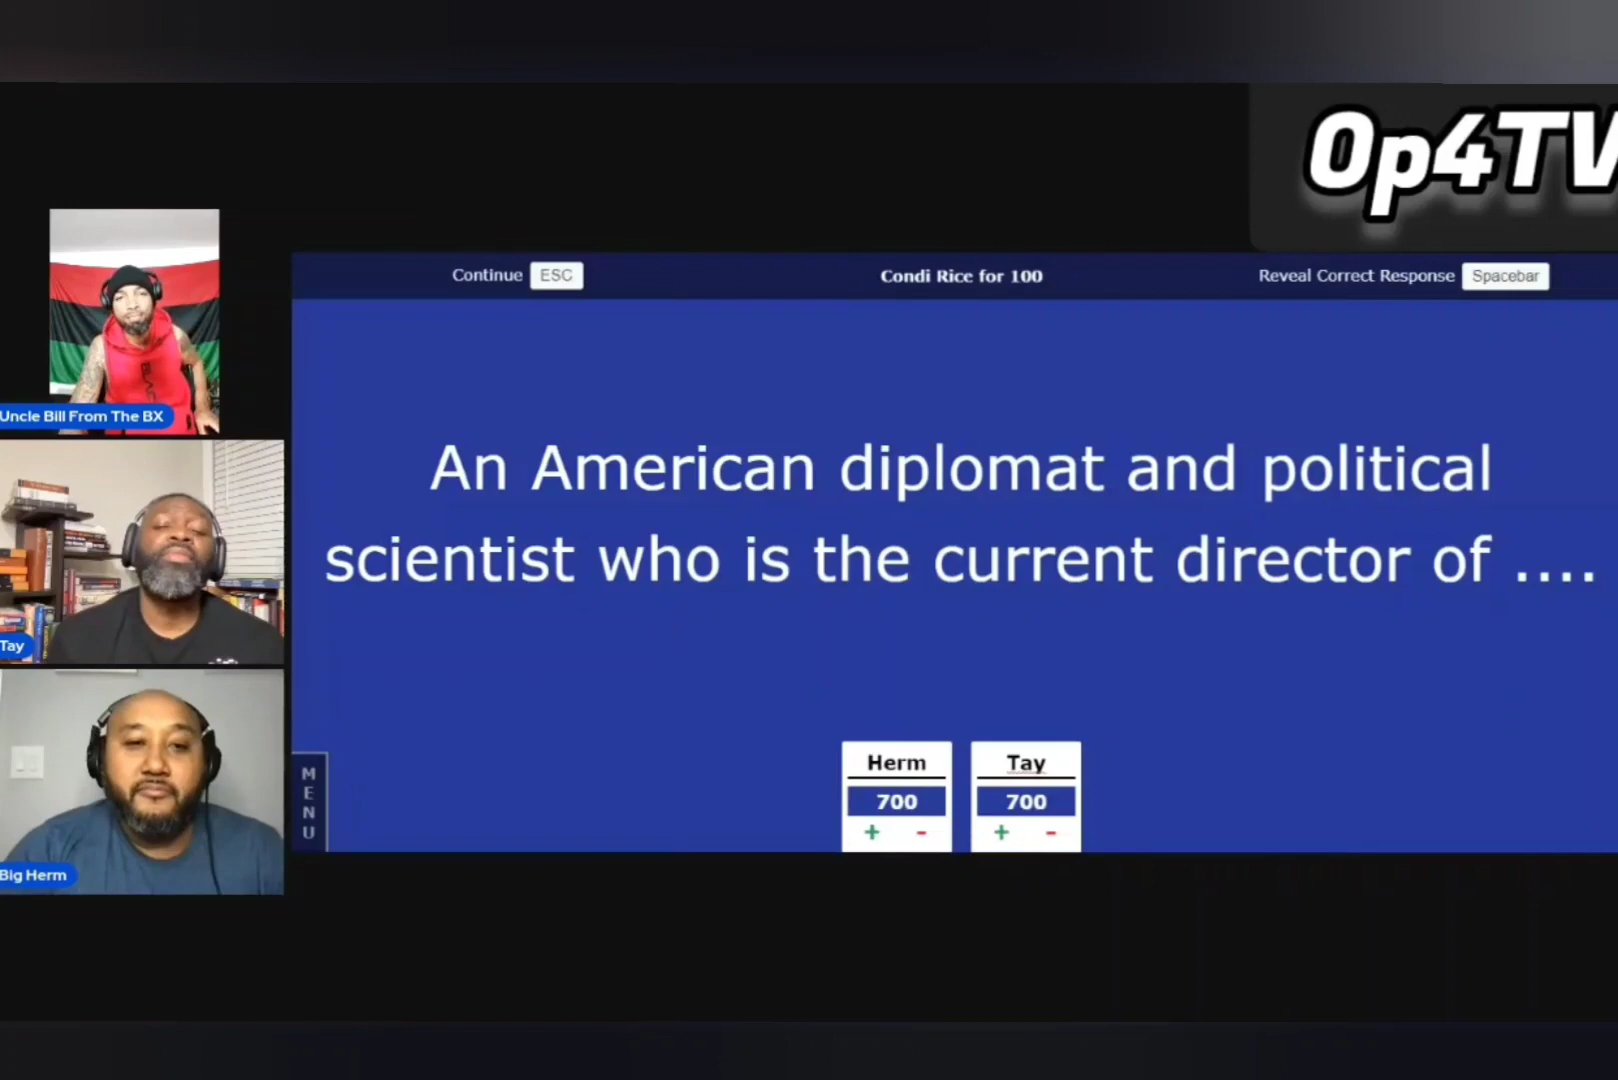 Op4TV
Continue ESC
Condi Rice for 100
Reveal Correct Response Spacebar
Uncle Bill From The BX
An American diplomat and political
scientist who is the current director of ....
Tay
MENU
Herm
700
+ -
Tay
700
+ -
Big Herm